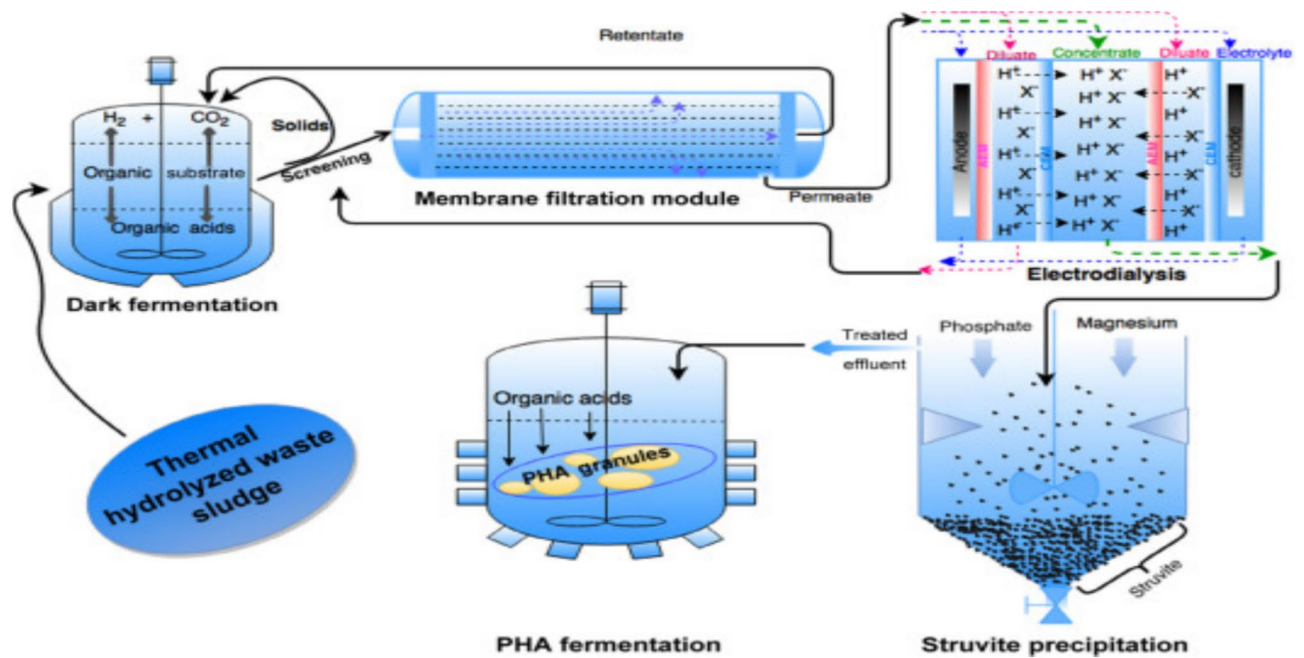 Retentate
Diluate
Concentrate
Diluate
Electrolyte
H2 + CO2
Solids
Screening
Organic substrate
Organic acids
Dark fermentation
Membrane filtration module
Permeate
Anode
AEM
CEM
AEM
CEM
cathode
H+ H+ X- H+
X- H+ X- X-
H+ H+ X- H+
X- H+ X- X-
H+ H+ X- H+
X- H+ X- X-
H+ H+ X- H+
X- H+ X- X-
H+ H+ X- H+
Electrodialysis
Thermal
hydrolyzed waste
sludge
Organic acids
PHA granules
PHA fermentation
Treated
effluent
Phosphate
Magnesium
Struvite
Struvite precipitation